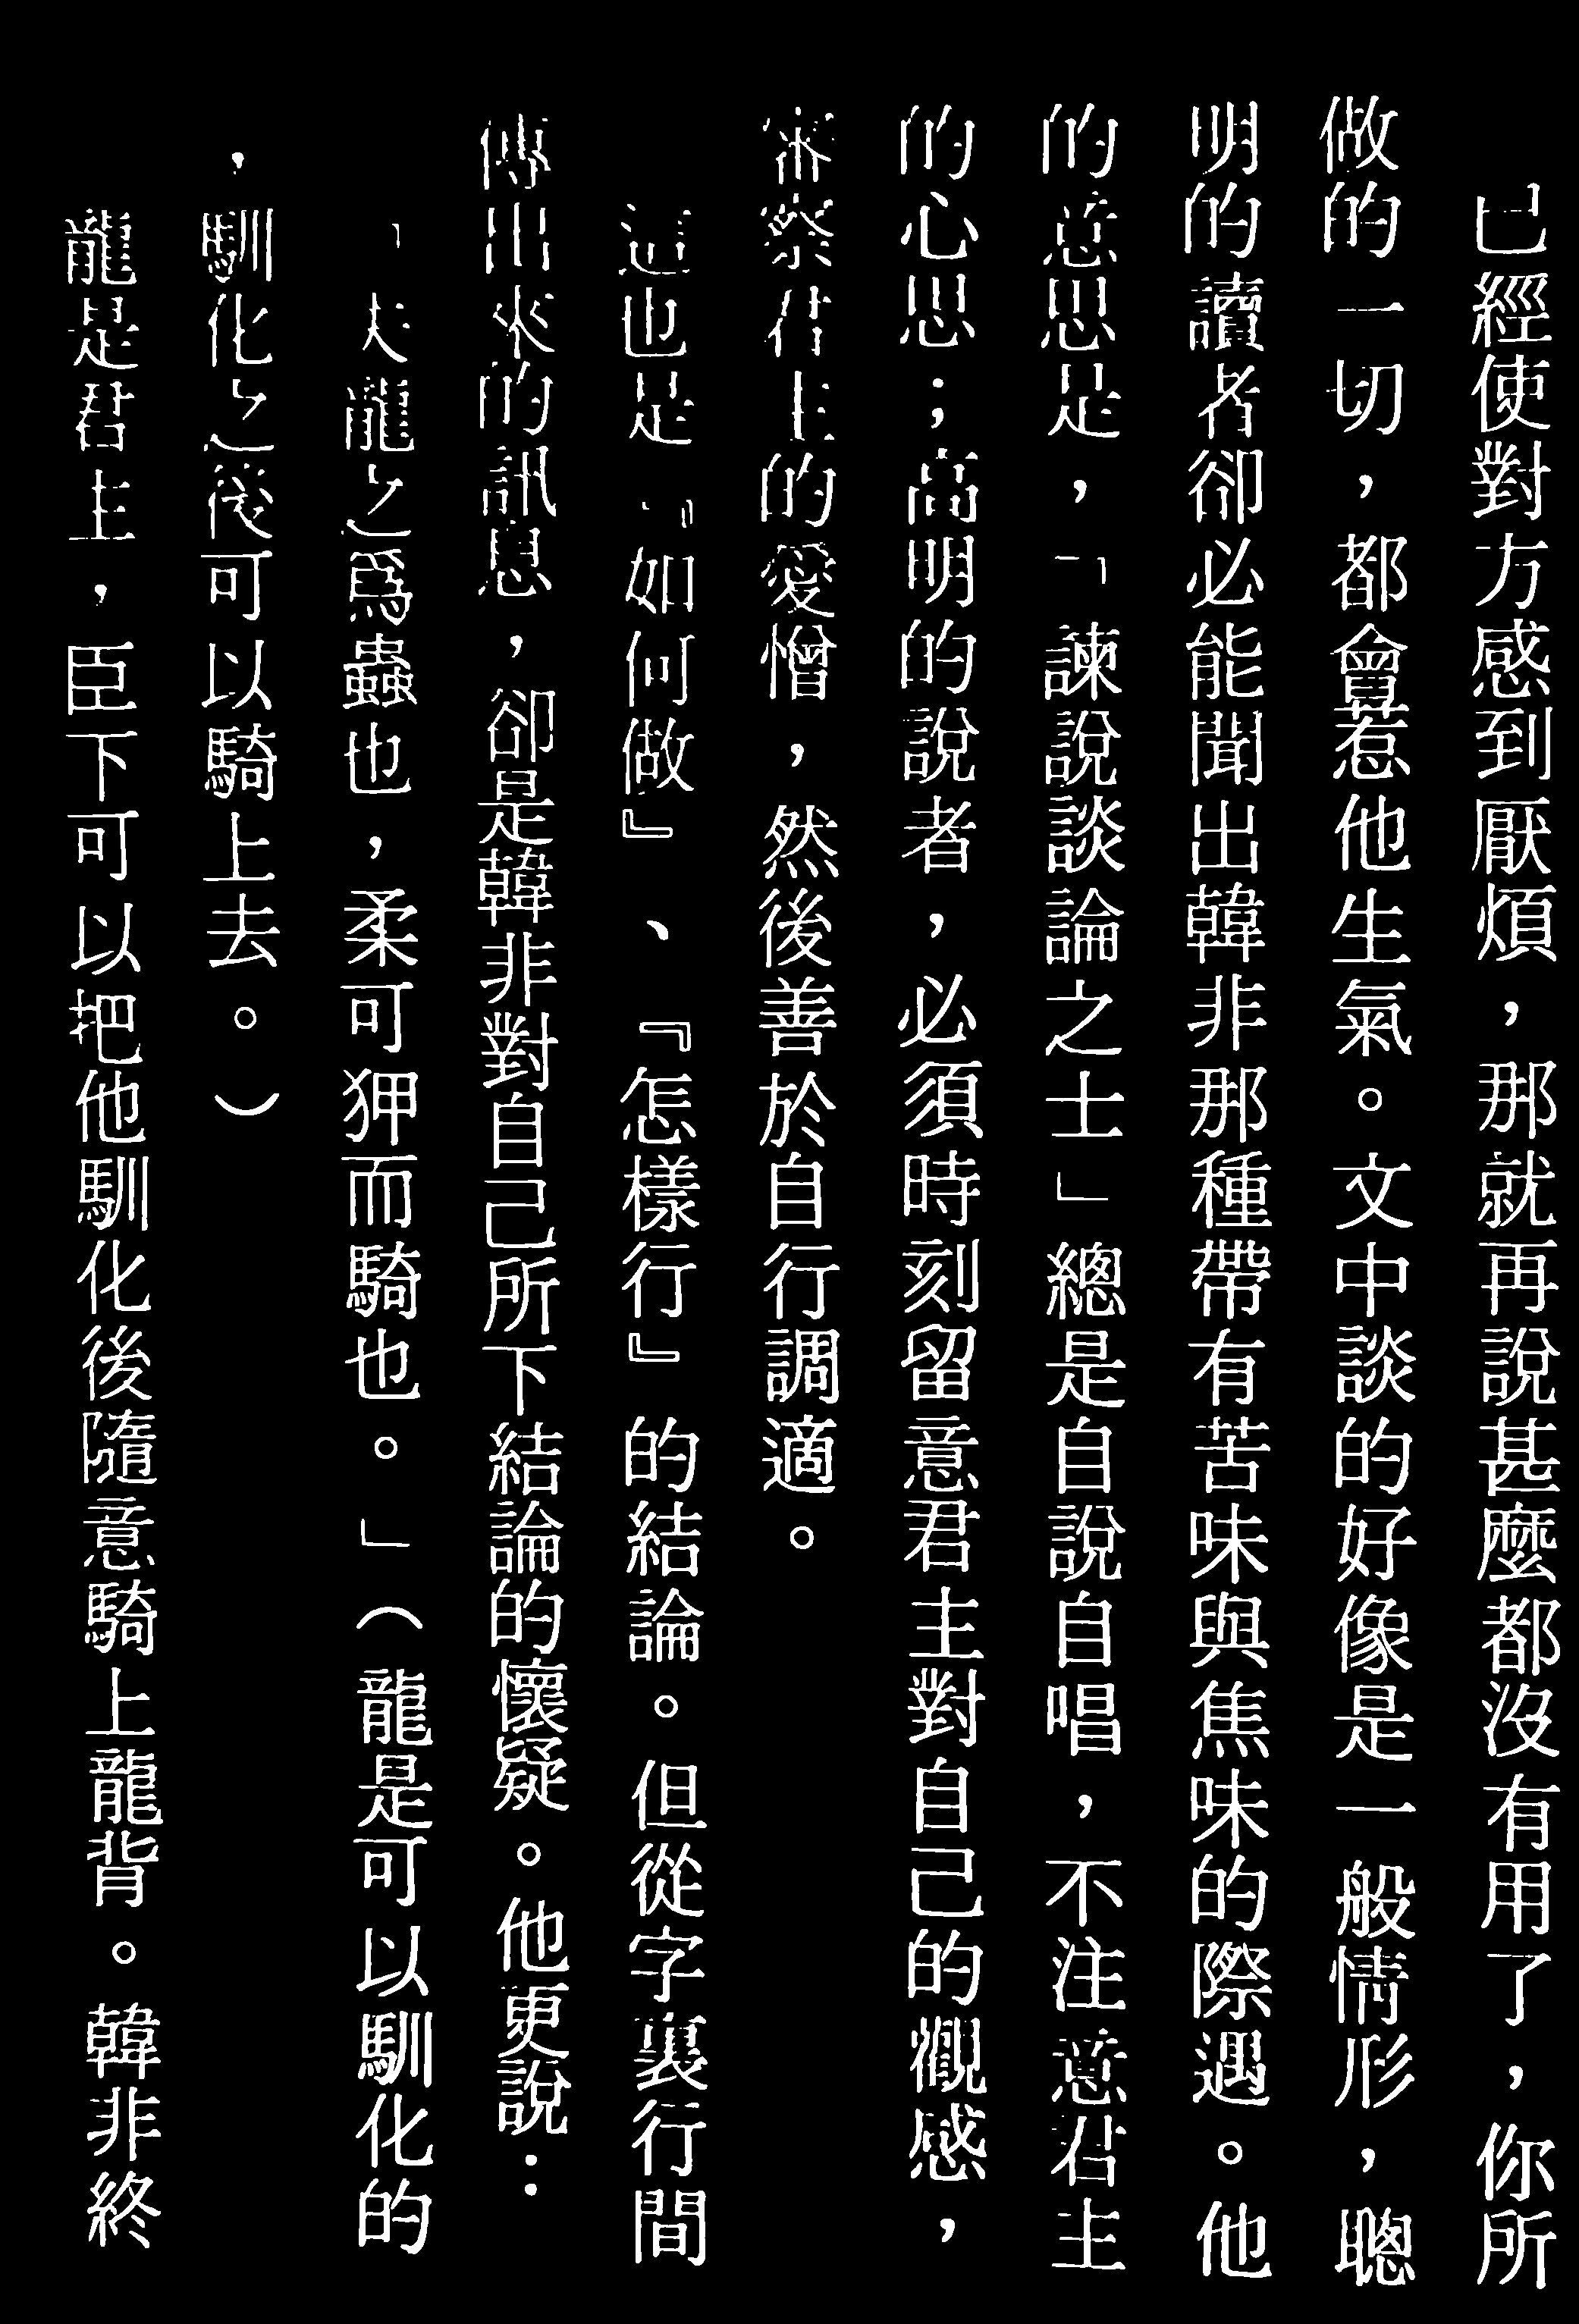 已經使對方感到厭煩，那就再說甚麼都沒有用了，你所
做的一切，都會惹他生氣。文中談的好像是一般情形，聰
明的讀者卻必能聞出韓非那種帶有苦味與焦味的際遇。他
的意思是，「諫說談論之士」總是自說自唱，不注意君主
的心思；高明的說者，必須時刻留意君主對自己的觀感，
審察君主的愛憎，然後善於自行調適。
這也是『如何做』、『怎樣行』的結論。但從字裏行間
傳出來的訊息，卻是韓非對自己所下結論的懷疑。他更說：
「夫龍之爲蟲也，柔可狎而騎也。」（龍是可以馴化的
，馴化之後可以騎上去。）
龍是君主，臣下可以把他馴化後隨意騎上龍背。韓非終